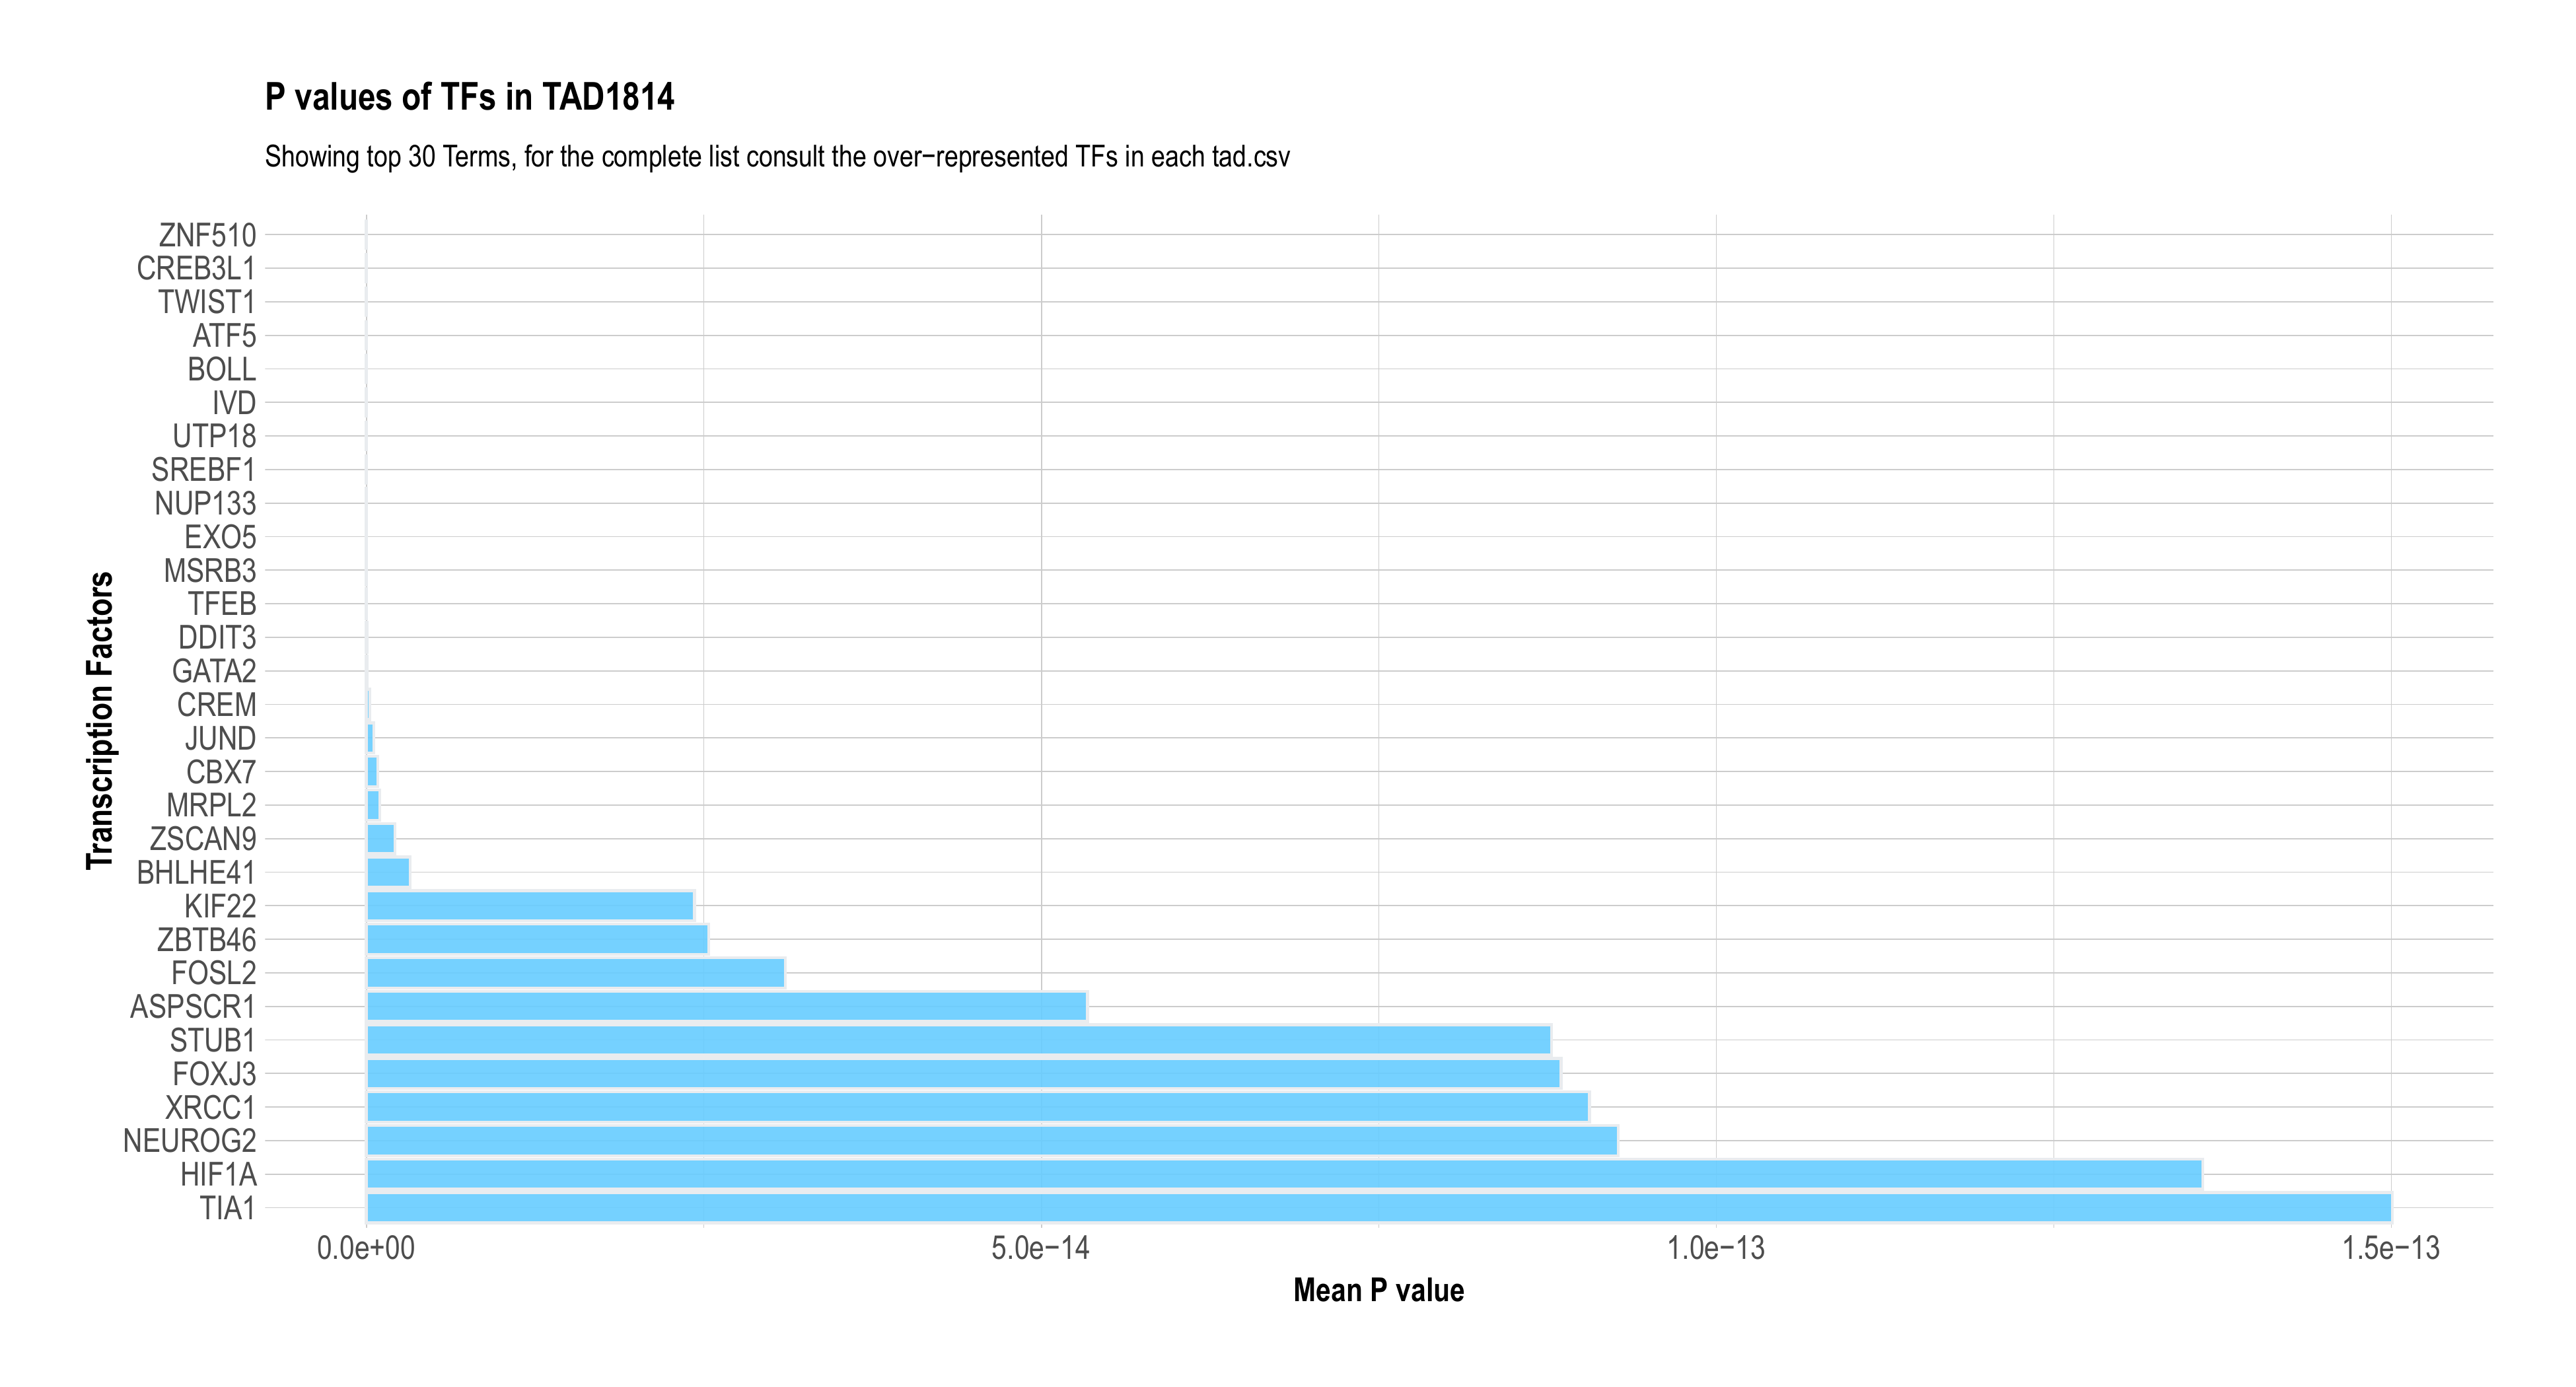 P values of TFs in TAD1814
Showing top 30 Terms, for the complete list consult the over−represented TFs in each tad.csv
Transcription Factors
ZNF510
CREB3L1
TWIST1
ATF5
BOLL
IVD
UTP18
SREBF1
NUP133
EXO5
MSRB3
TFEB
DDIT3
GATA2
CREM
JUND
CBX7
MRPL2
ZSCAN9
BHLHE41
KIF22
ZBTB46
FOSL2
ASPSCR1
STUB1
FOXJ3
XRCC1
NEUROG2
HIF1A
TIA1
0.0e+00 5.0e−14 1.0e−13 1.5e−13
Mean P value